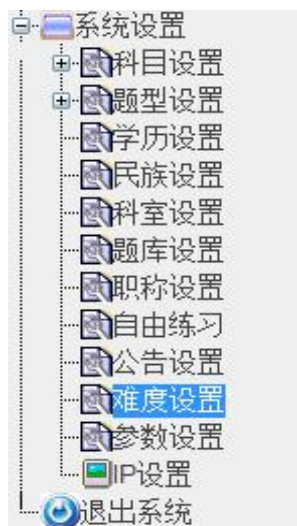 系统设置
科目设置
题型设置
学历设置
民族设置
科室设置
题库设置
职称设置
自由练习
公告设置
难度设置
参数设置
IP设置
退出系统